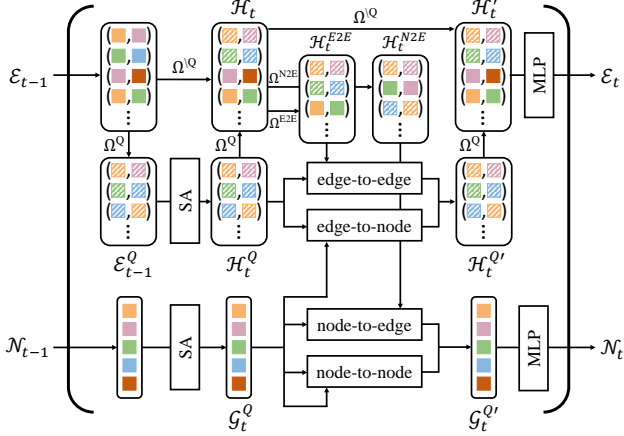 ℋ_t
ℋ_t^{E2E}
ℋ_t^{N2E}
ℋ_t′
Ω^{\Q}
Ω^{\Q}
ℰ_{t−1}
( , )
( , )
( , )
( , )
⋮
( , )
( , )
( , )
( , )
⋮
Ω^{N2E}
Ω^{E2E}
( , )
( , )
( , )
⋮
( , )
( , )
( , )
⋮
( , )
( , )
( , )
( , )
⋮
MLP
ℰ_t
Ω^Q
Ω^Q
Ω^Q
( , )
( , )
( , )
⋮
SA
( , )
( , )
( , )
⋮
edge-to-edge
edge-to-node
( , )
( , )
( , )
⋮
ℰ_{t−1}^Q
ℋ_t^Q
ℋ_t^{Q′}
𝒩_{t−1}
SA
node-to-edge
node-to-node
MLP
𝒩_t
𝒢_t^Q
𝒢_t^{Q′}